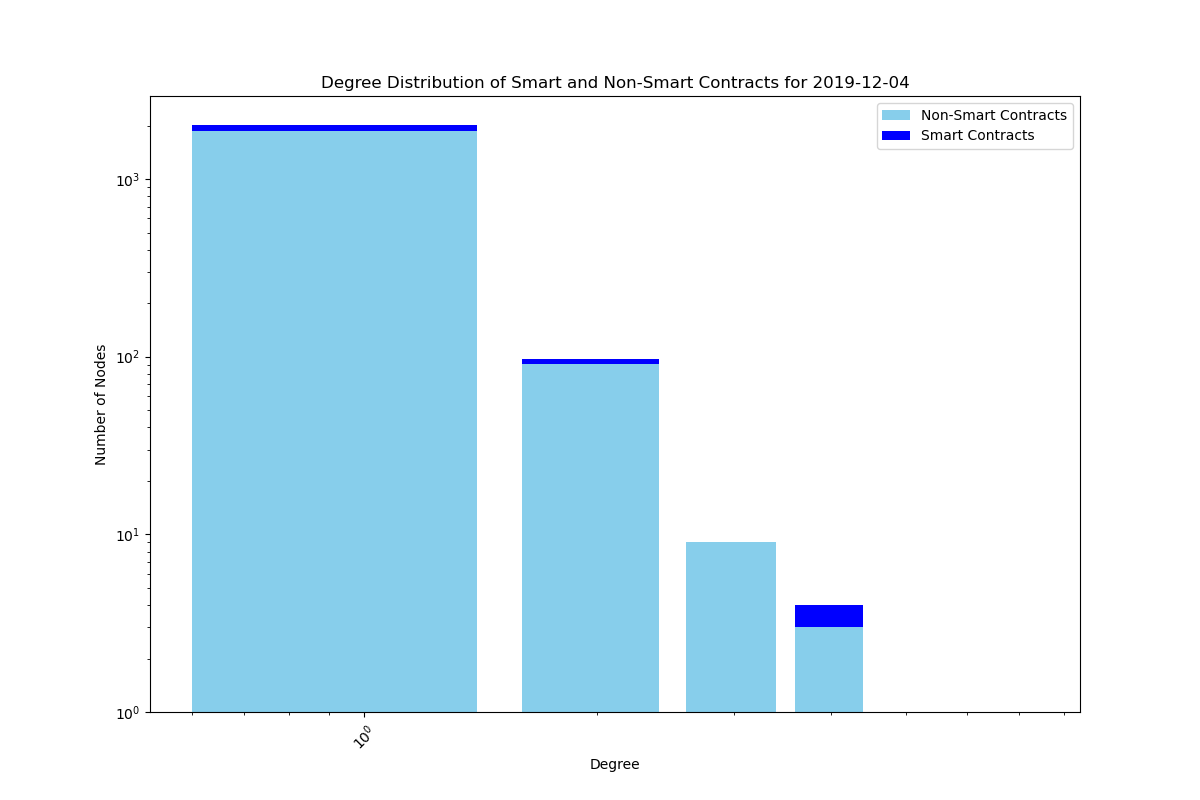 Degree Distribution of Smart and Non-Smart Contracts for 2019-12-04
Non-Smart Contracts
Smart Contracts
10³
10²
10¹
10⁰
Number of Nodes
10⁰
Degree